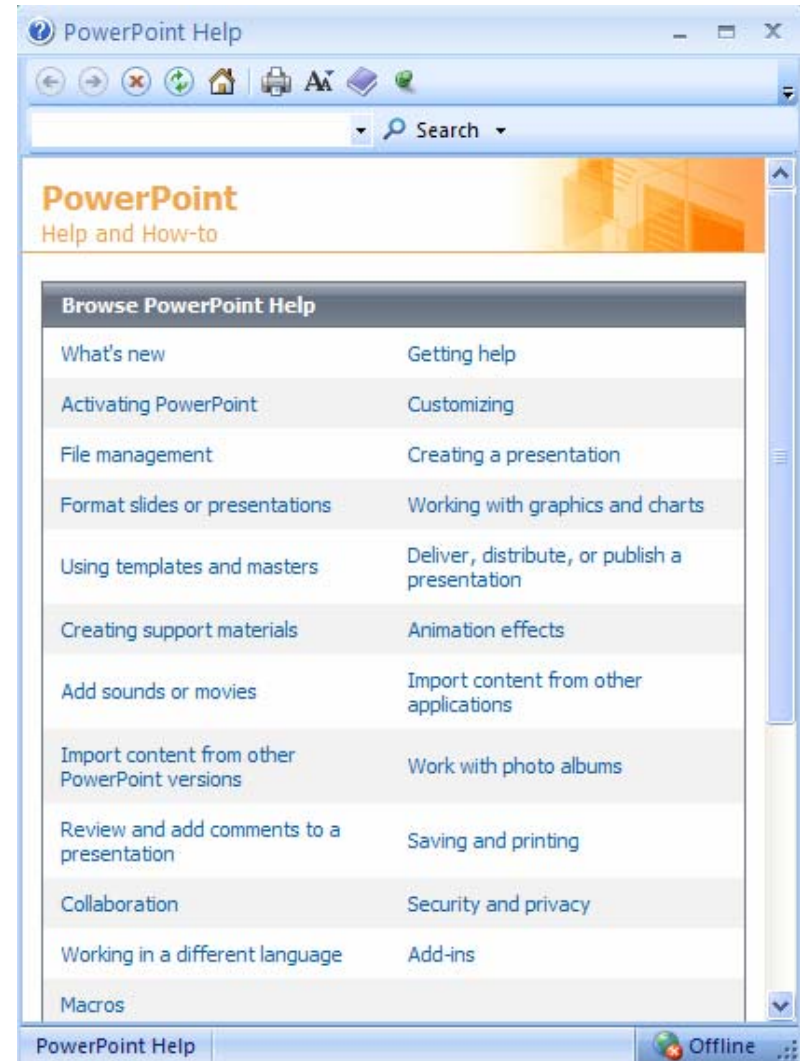 PowerPoint Help
Search
PowerPoint
Help and How-to
Browse PowerPoint Help
What's new
Getting help
Activating PowerPoint
Customizing
File management
Creating a presentation
Format slides or presentations
Working with graphics and charts
Using templates and masters
Deliver, distribute, or publish a
presentation
Creating support materials
Animation effects
Add sounds or movies
Import content from other
applications
Import content from other
PowerPoint versions
Work with photo albums
Review and add comments to a
presentation
Saving and printing
Collaboration
Security and privacy
Working in a different language
Add-ins
Macros
PowerPoint Help
Offline